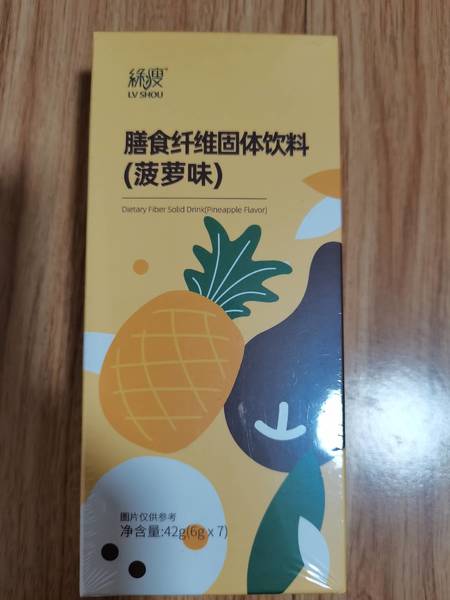 綠瘦
LV SHOU
膳食纤维固体饮料
(菠萝味)
Dietary Fiber Solid Drink(Pineapple Flavor)
圖片仅供参考
净含量:42g(6g x 7)